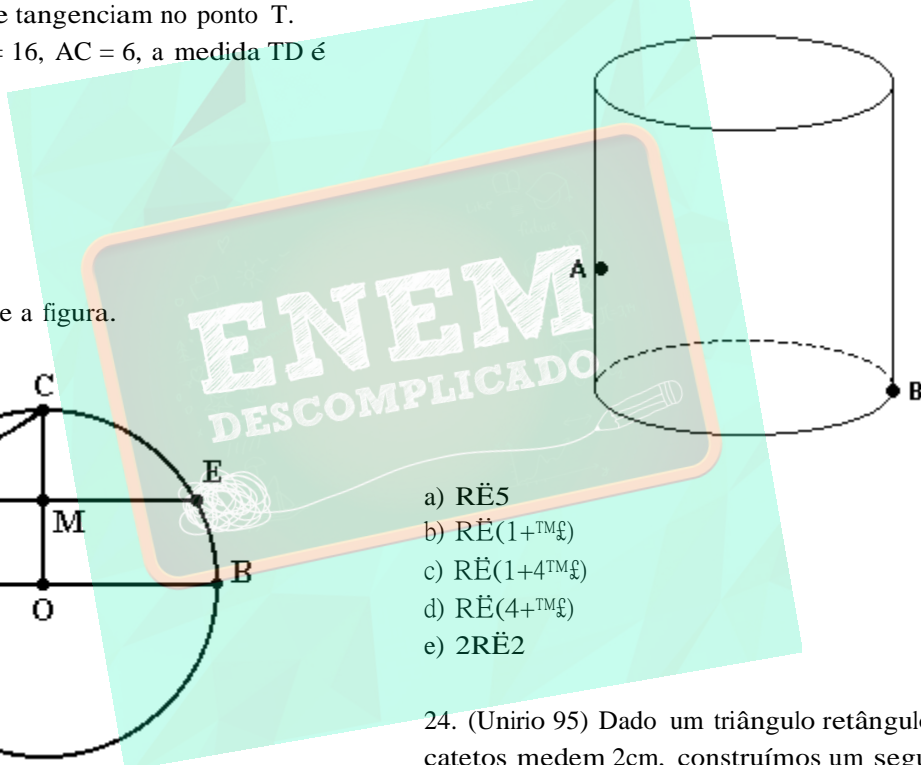 e tangenciam no ponto T.
= 16, AC = 6, a medida TD é
e a figura.
C
E
M
B
O
ENEM
DESCOMPLICADO
A
B
a) RË5
b) RË(1+™£)
c) RË(1+4™£)
d) RË(4+™£)
e) 2RË2
24. (Unirio 95) Dado um triângulo retângulo
catetos medem 2cm, construímos um segu